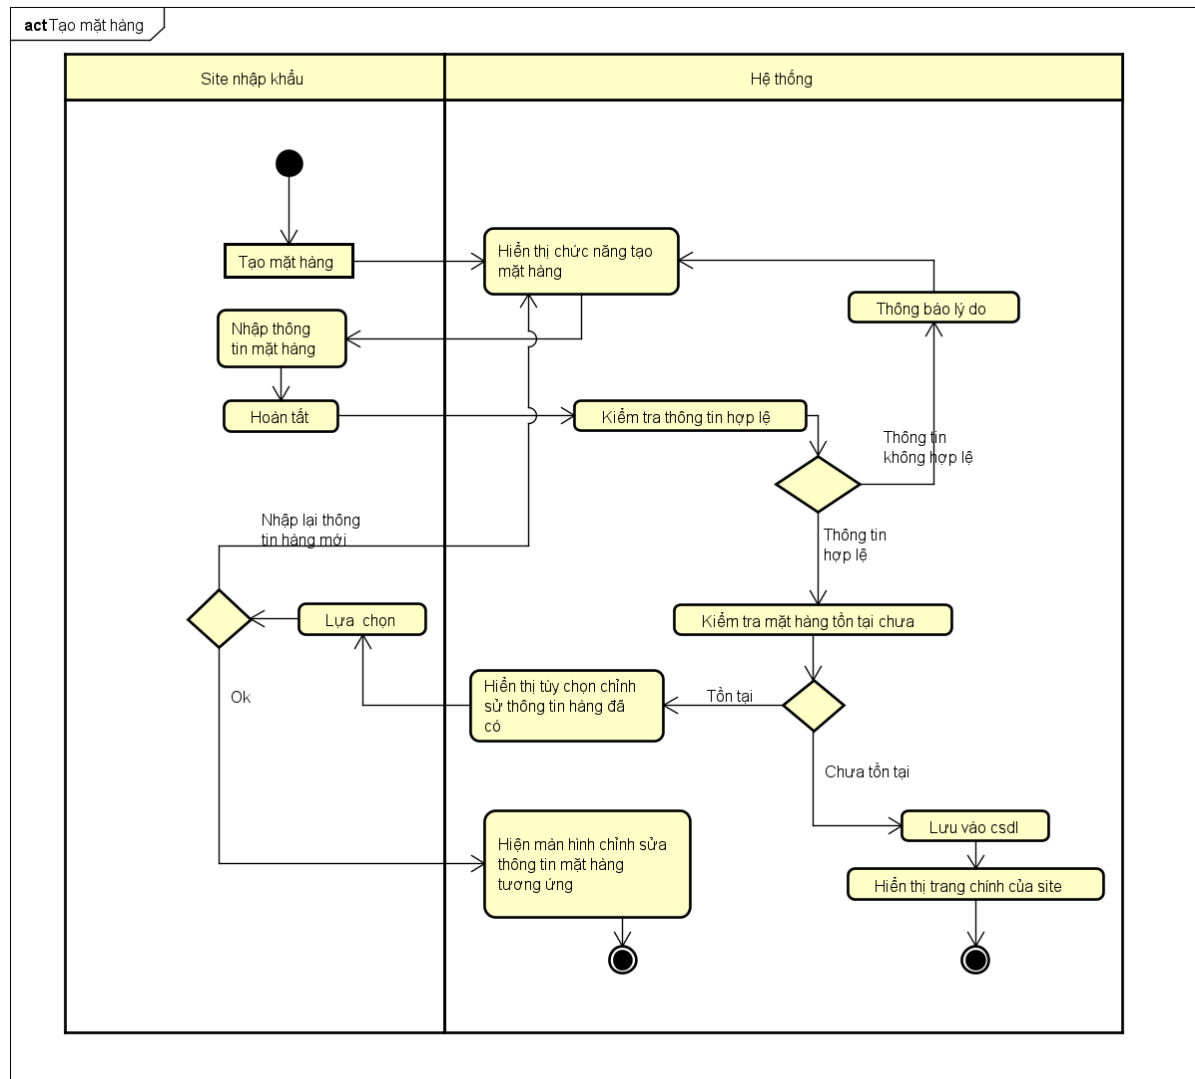 act Tạo mặt hàng
Site nhập khẩu
Hệ thống
Tạo mặt hàng
Hiển thị chức năng tạo
mặt hàng
Thông báo lý do
Nhập thông
tin mặt hàng
Hoàn tất
Kiểm tra thông tin hợp lệ
Thông tin
không hợp lệ
Nhập lại thông
tin hàng mới
Thông tin
hợp lệ
Lựa chọn
Kiểm tra mặt hàng tồn tại chưa
Ok
Hiển thị tùy chọn chỉnh
sử thông tin hàng đã
có
Tồn tại
Chưa tồn tại
Lưu vào csdl
Hiện màn hình chỉnh sửa
thông tin mặt hàng
tương ứng
Hiển thị trang chính của site